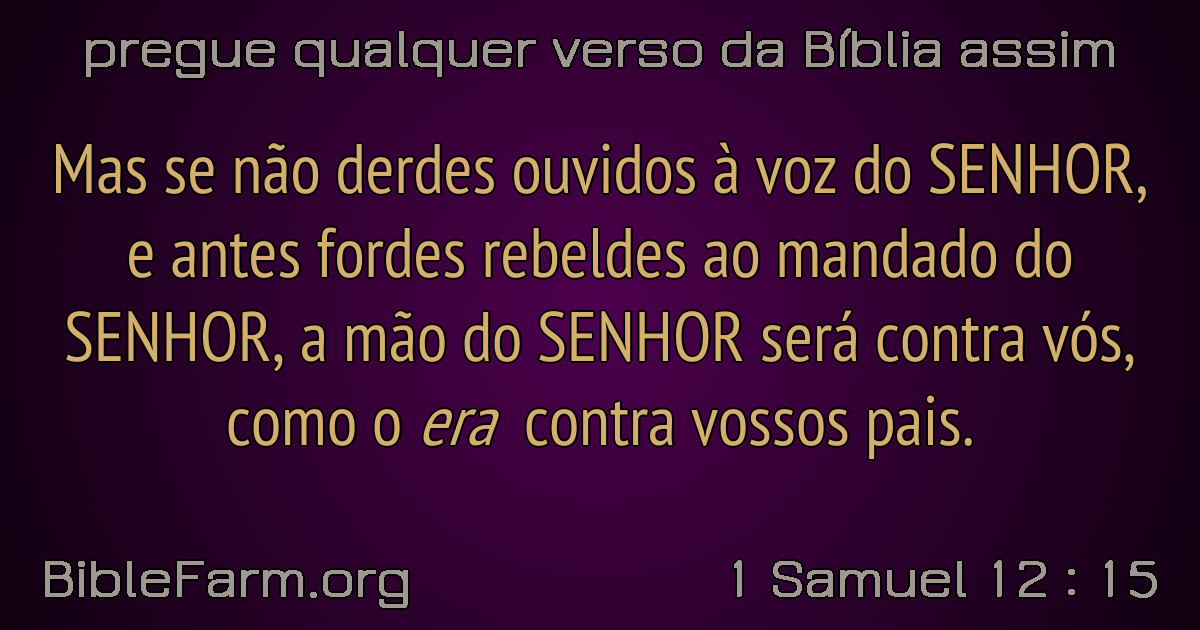 pregue qualquer verso da Bíblia assim
Mas se não derdes ouvidos à voz do SENHOR,
e antes fordes rebeldes ao mandado do
SENHOR, a mão do SENHOR será contra vós,
como o era contra vossos pais.
BibleFarm.org
1 Samuel 12 : 15